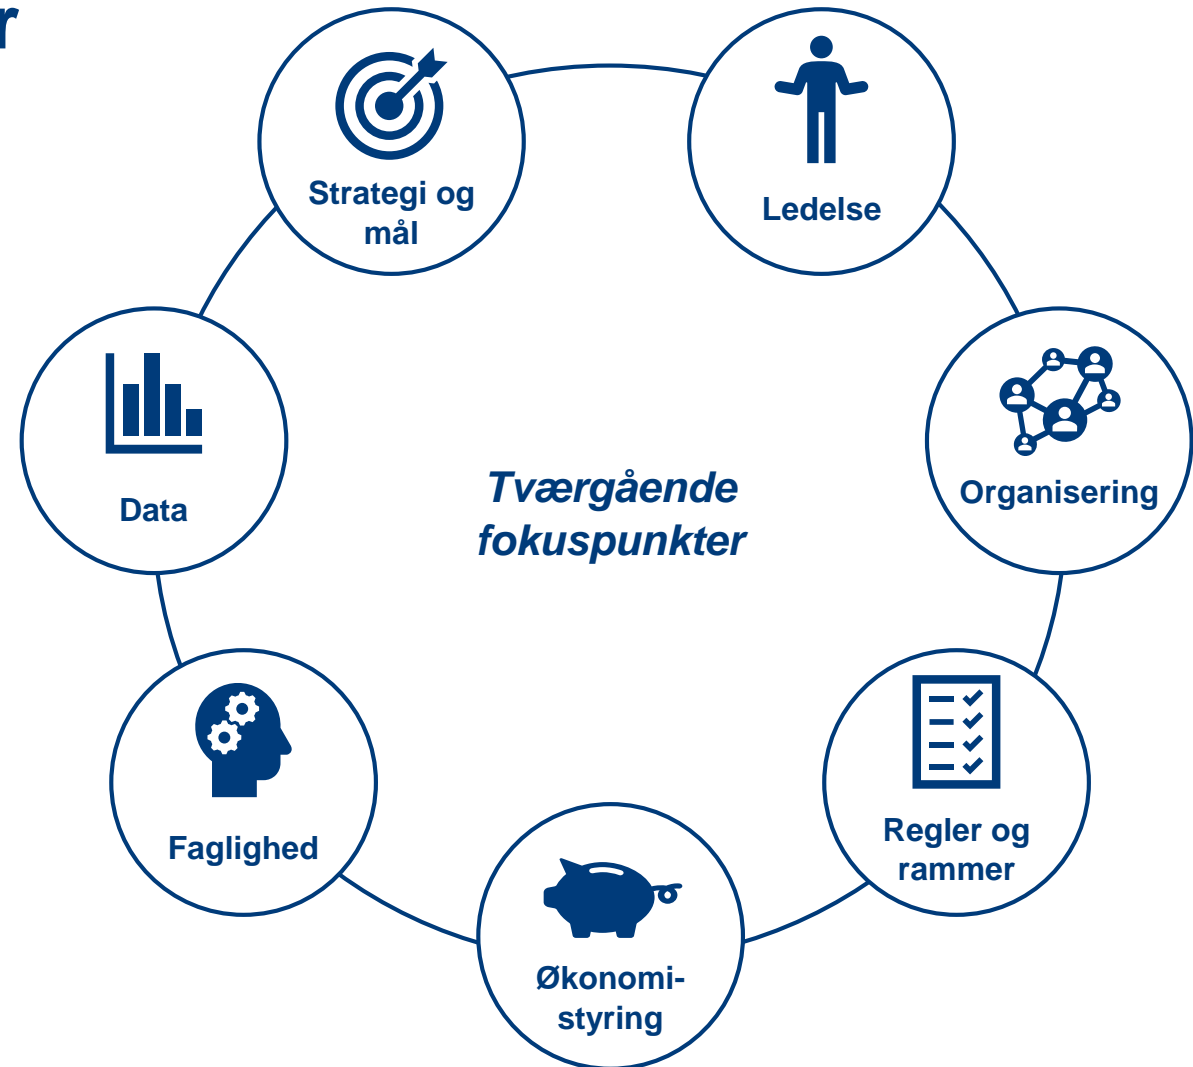 r
Strategi og
mål
Ledelse
Data
Organisering
Tværgående
fokuspunkter
Faglighed
Regler og
rammer
Økonomi-
styring